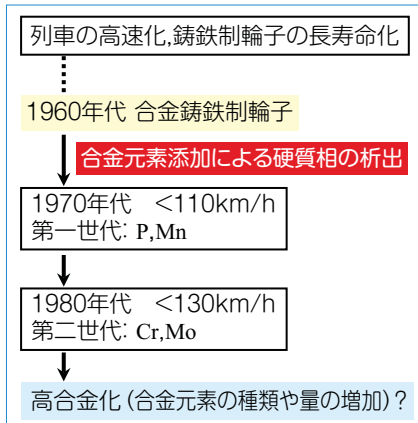 列車の高速化,鋳鉄制輪子の長寿命化
1960年代 合金鋳鉄制輪子
合金元素添加による硬質相の析出
1970年代　<110km/h
第一世代: P,Mn
1980年代　<130km/h
第二世代: Cr,Mo
高合金化(合金元素の種類や量の増加)?